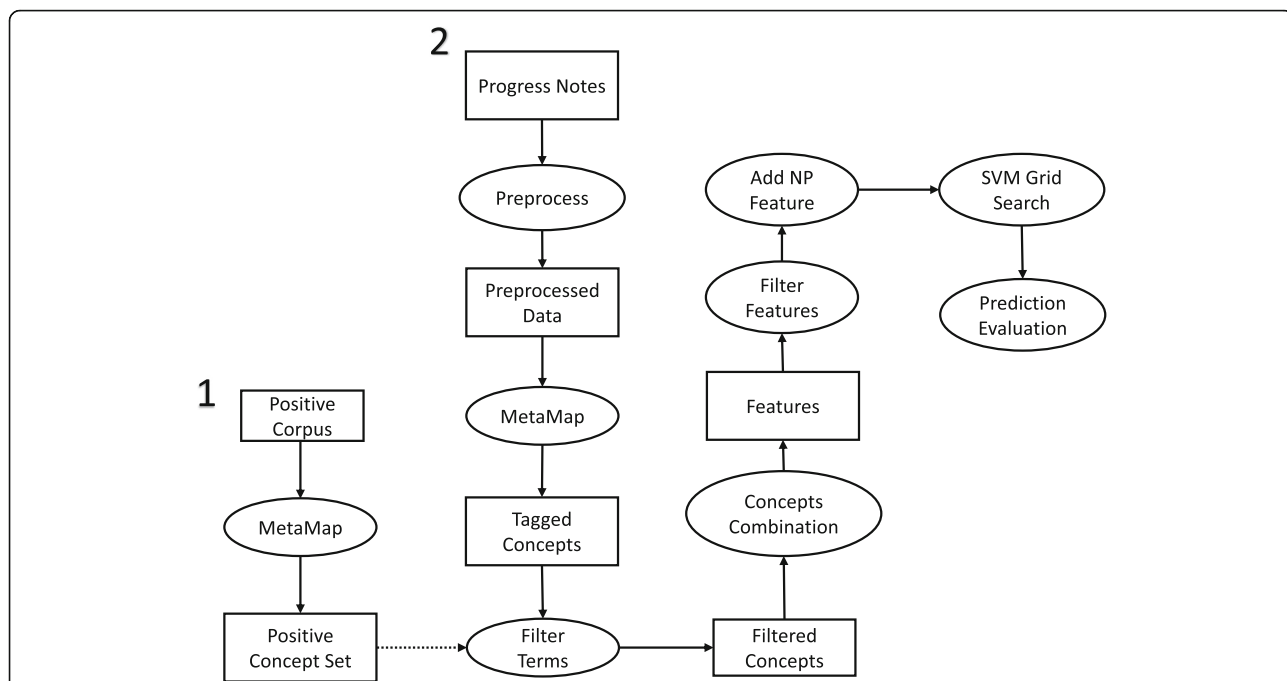 2
Progress Notes
Preprocess
Preprocessed
Data
MetaMap
Tagged
Concepts
Filter
Terms
1
Positive
Corpus
MetaMap
Positive
Concept Set
Filtered
Concepts
Concepts
Combination
Features
Filter
Features
Add NP
Feature
SVM Grid
Search
Prediction
Evaluation